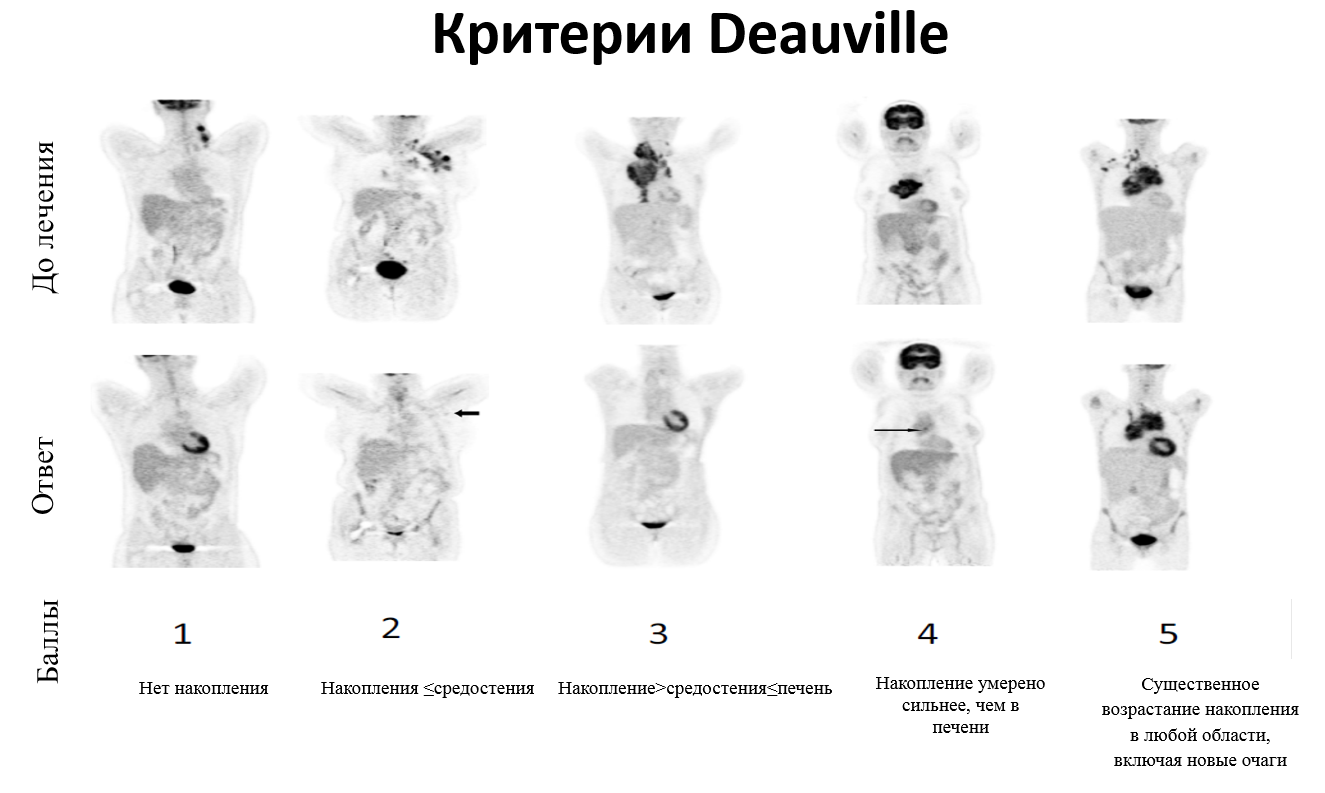 Критерии Deauville
До лечения
Ответ
Баллы
1
2
3
4
5
Нет накопления
Накопления ≤средостения
Накопление>средостения≤печень
Накопление умерено
сильнее, чем в
печени
Существенное
возрастание накопления
в любой области,
включая новые очаги